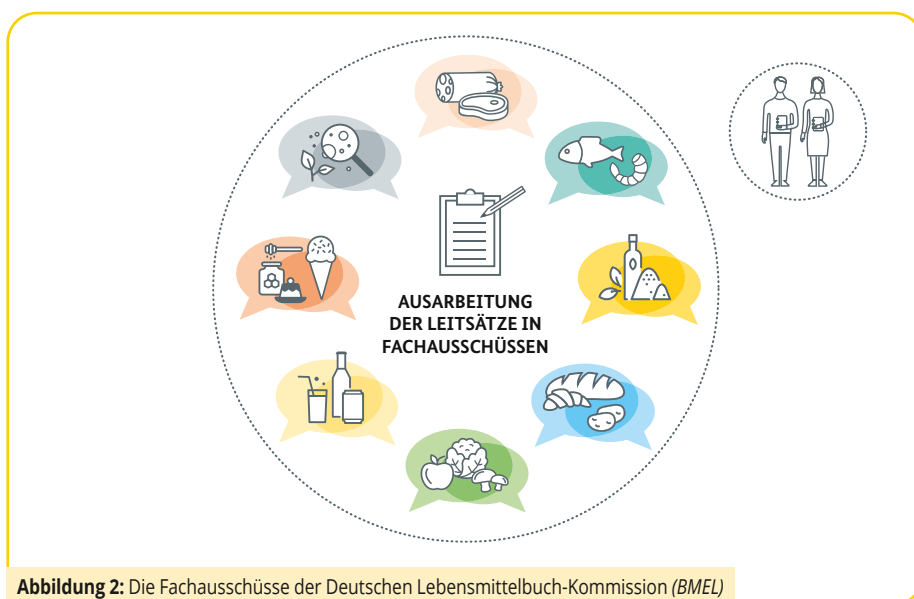 AUSARBEITUNG
DER LEITSÄTZE IN
FACHAUSSCHÜSSEN
Abbildung 2: Die Fachausschüsse der Deutschen Lebensmittelbuch-Kommission (BMEL)